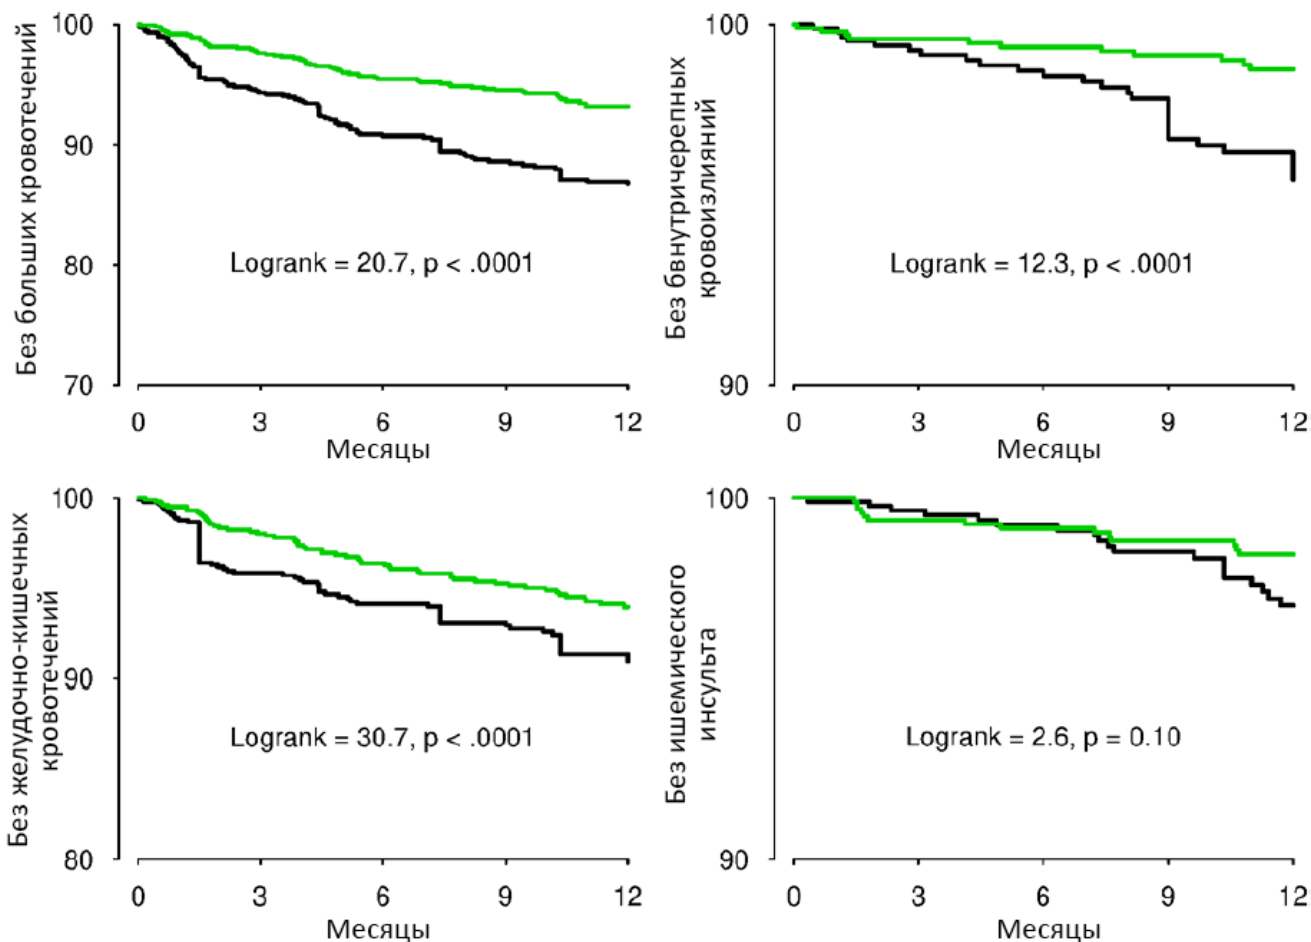 Без больших кровотечений
100
90
80
70
Logrank = 20.7, p < .0001
0 3 6 9 12
Месяцы
Без бвнутричерепных
кровоизлияний
100
90
Logrank = 12.3, p < .0001
0 3 6 9 12
Месяцы
Без желудочно-кишечных
кровотечений
100
90
80
Logrank = 30.7, p < .0001
0 3 6 9 12
Месяцы
Без ишемического
инсульта
100
90
Logrank = 2.6, p = 0.10
0 3 6 9 12
Месяцы